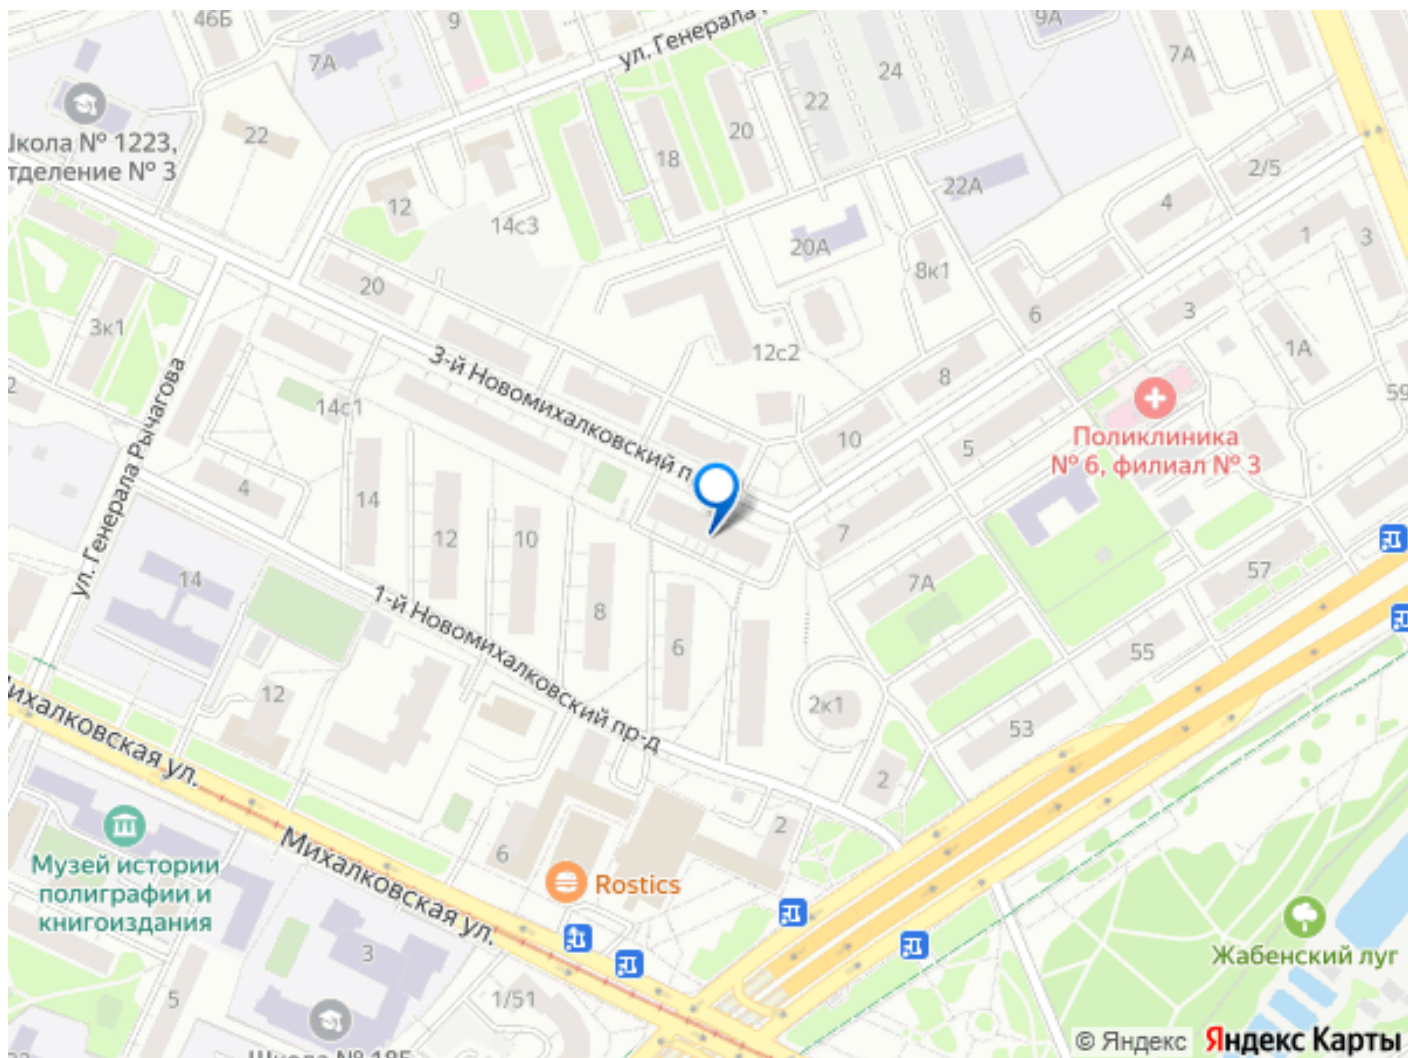 46Б
9
ул. Генерала
9А
7А
7А
24
22
20
Школа № 1223,
отделение № 3
22
18
2/5
22А
4
12
14с3
20А
1
3
8к1
20
6
3
3к1
3-й Новомихалковский п
12с2
1А
8
59
14с1
ул. Генерала Рычагова
10
5
Поликлиника
№ 6, филиал № 3
4
14
12
10
7
14
8
7А
57
1-й Новомихалковский пр-д
6
55
12
2к1
53
Михалковская ул.
2
2
Музей истории
полиграфии и
книгоиздания
6
Rostics
Михалковская ул.
3
Жабенский луг
5
1/51
© Яндекс Яндекс Карты